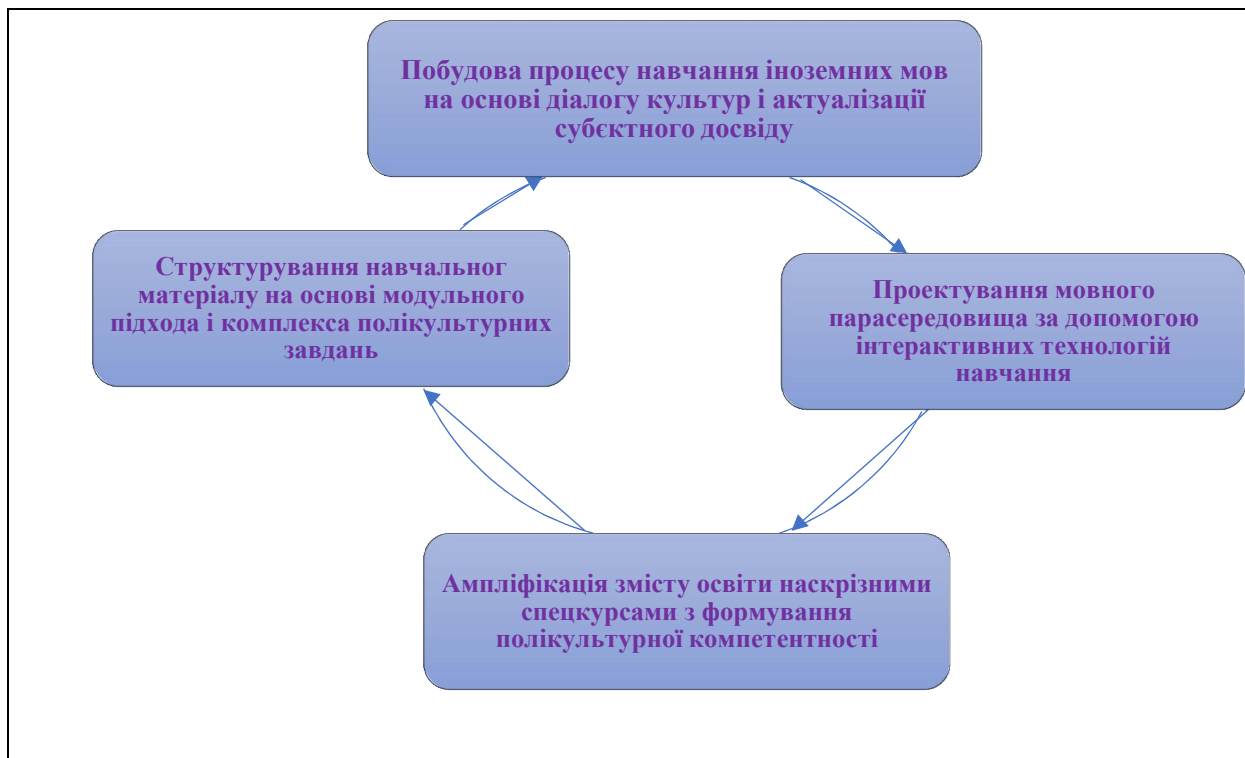 Побудова процесу навчання іноземних мов
на основі діалогу культур і актуалізації
субєктного досвіду
Структурування навчального
матеріалу на основі модульного
підхода і комплекса полікультурних
завдань
Проектування мовного
парасередовища за допомогою
інтерактивних технологій
навчання
Ампліфікація змісту освіти наскрізними
спецкурсами з формування
полікультурної компетентності